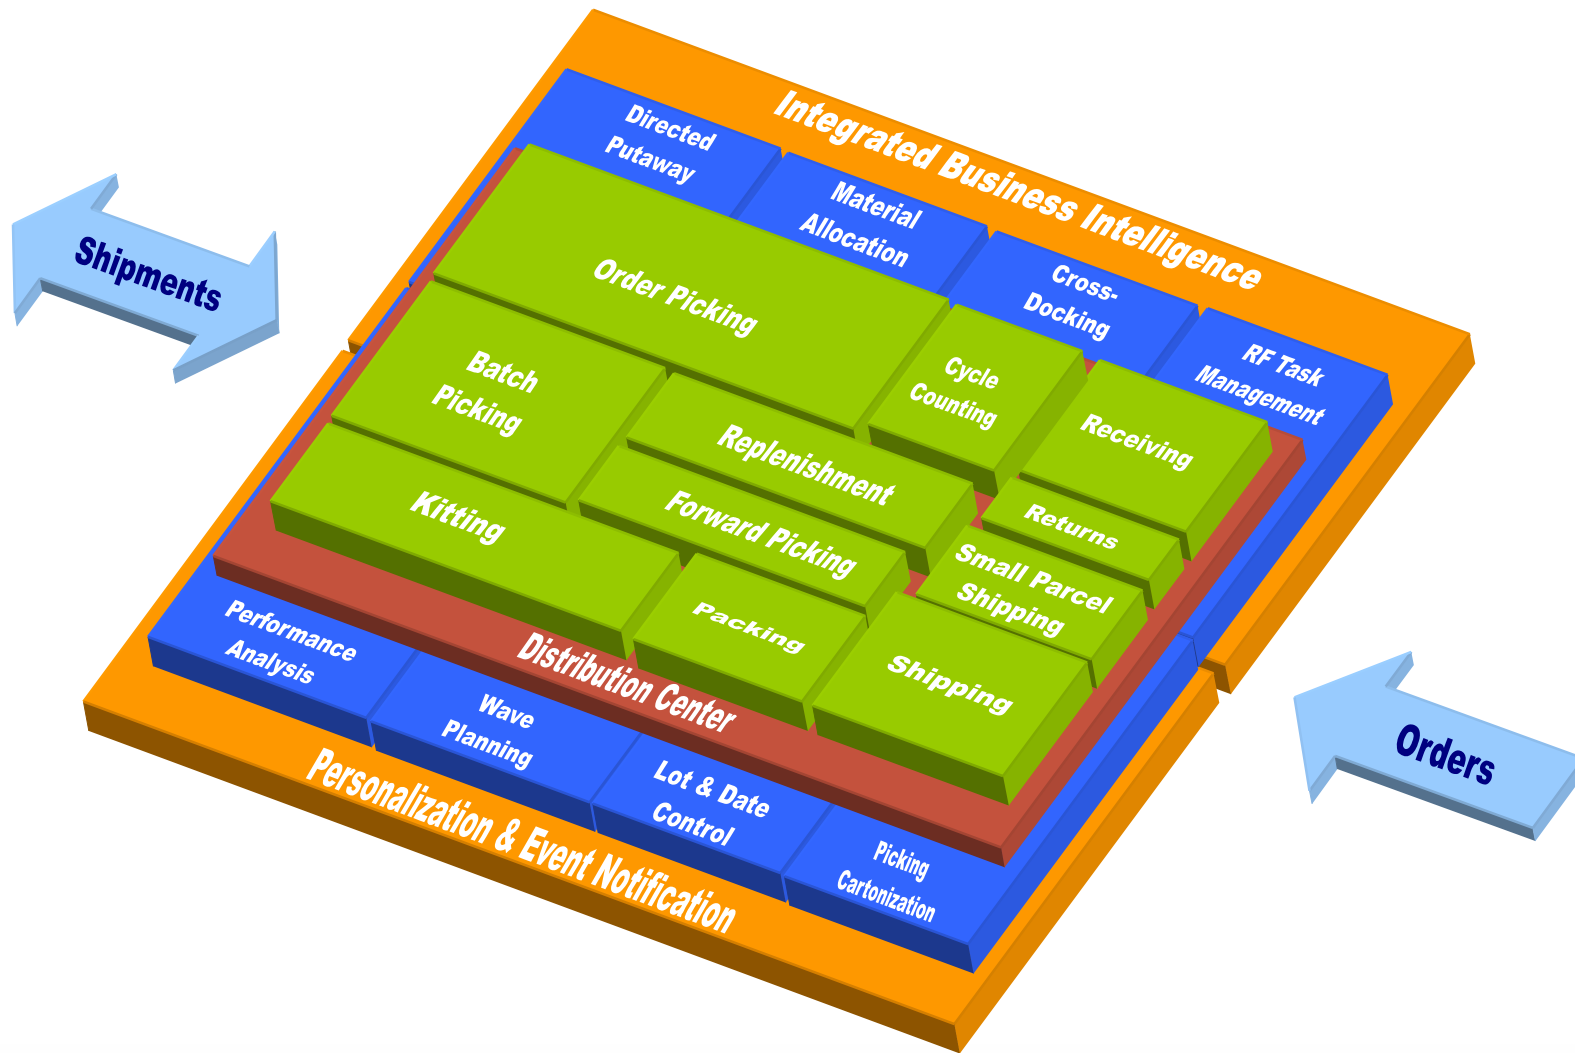 Integrated Business Intelligence
Directed
Putaway
Material
Allocation
Cross-
Docking
RF Task
Management
Shipments
Order Picking
Cycle
Counting
Receiving
Batch
Picking
Replenishment
Returns
Kitting
Forward Picking
Small Parcel
Shipping
Packing
Shipping
Distribution Center
Performance
Analysis
Wave
Planning
Lot & Date
Control
Picking
Cartonization
Orders
Personalization & Event Notification